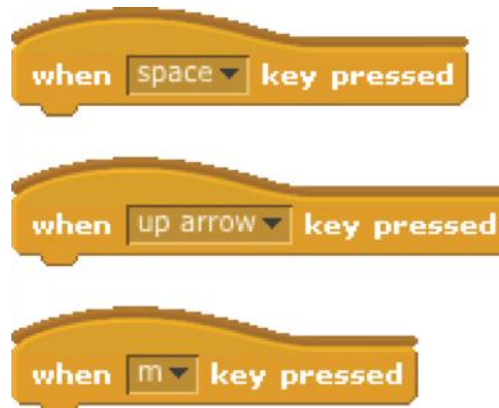 when space key pressed
when up arrow key pressed
when m key pressed